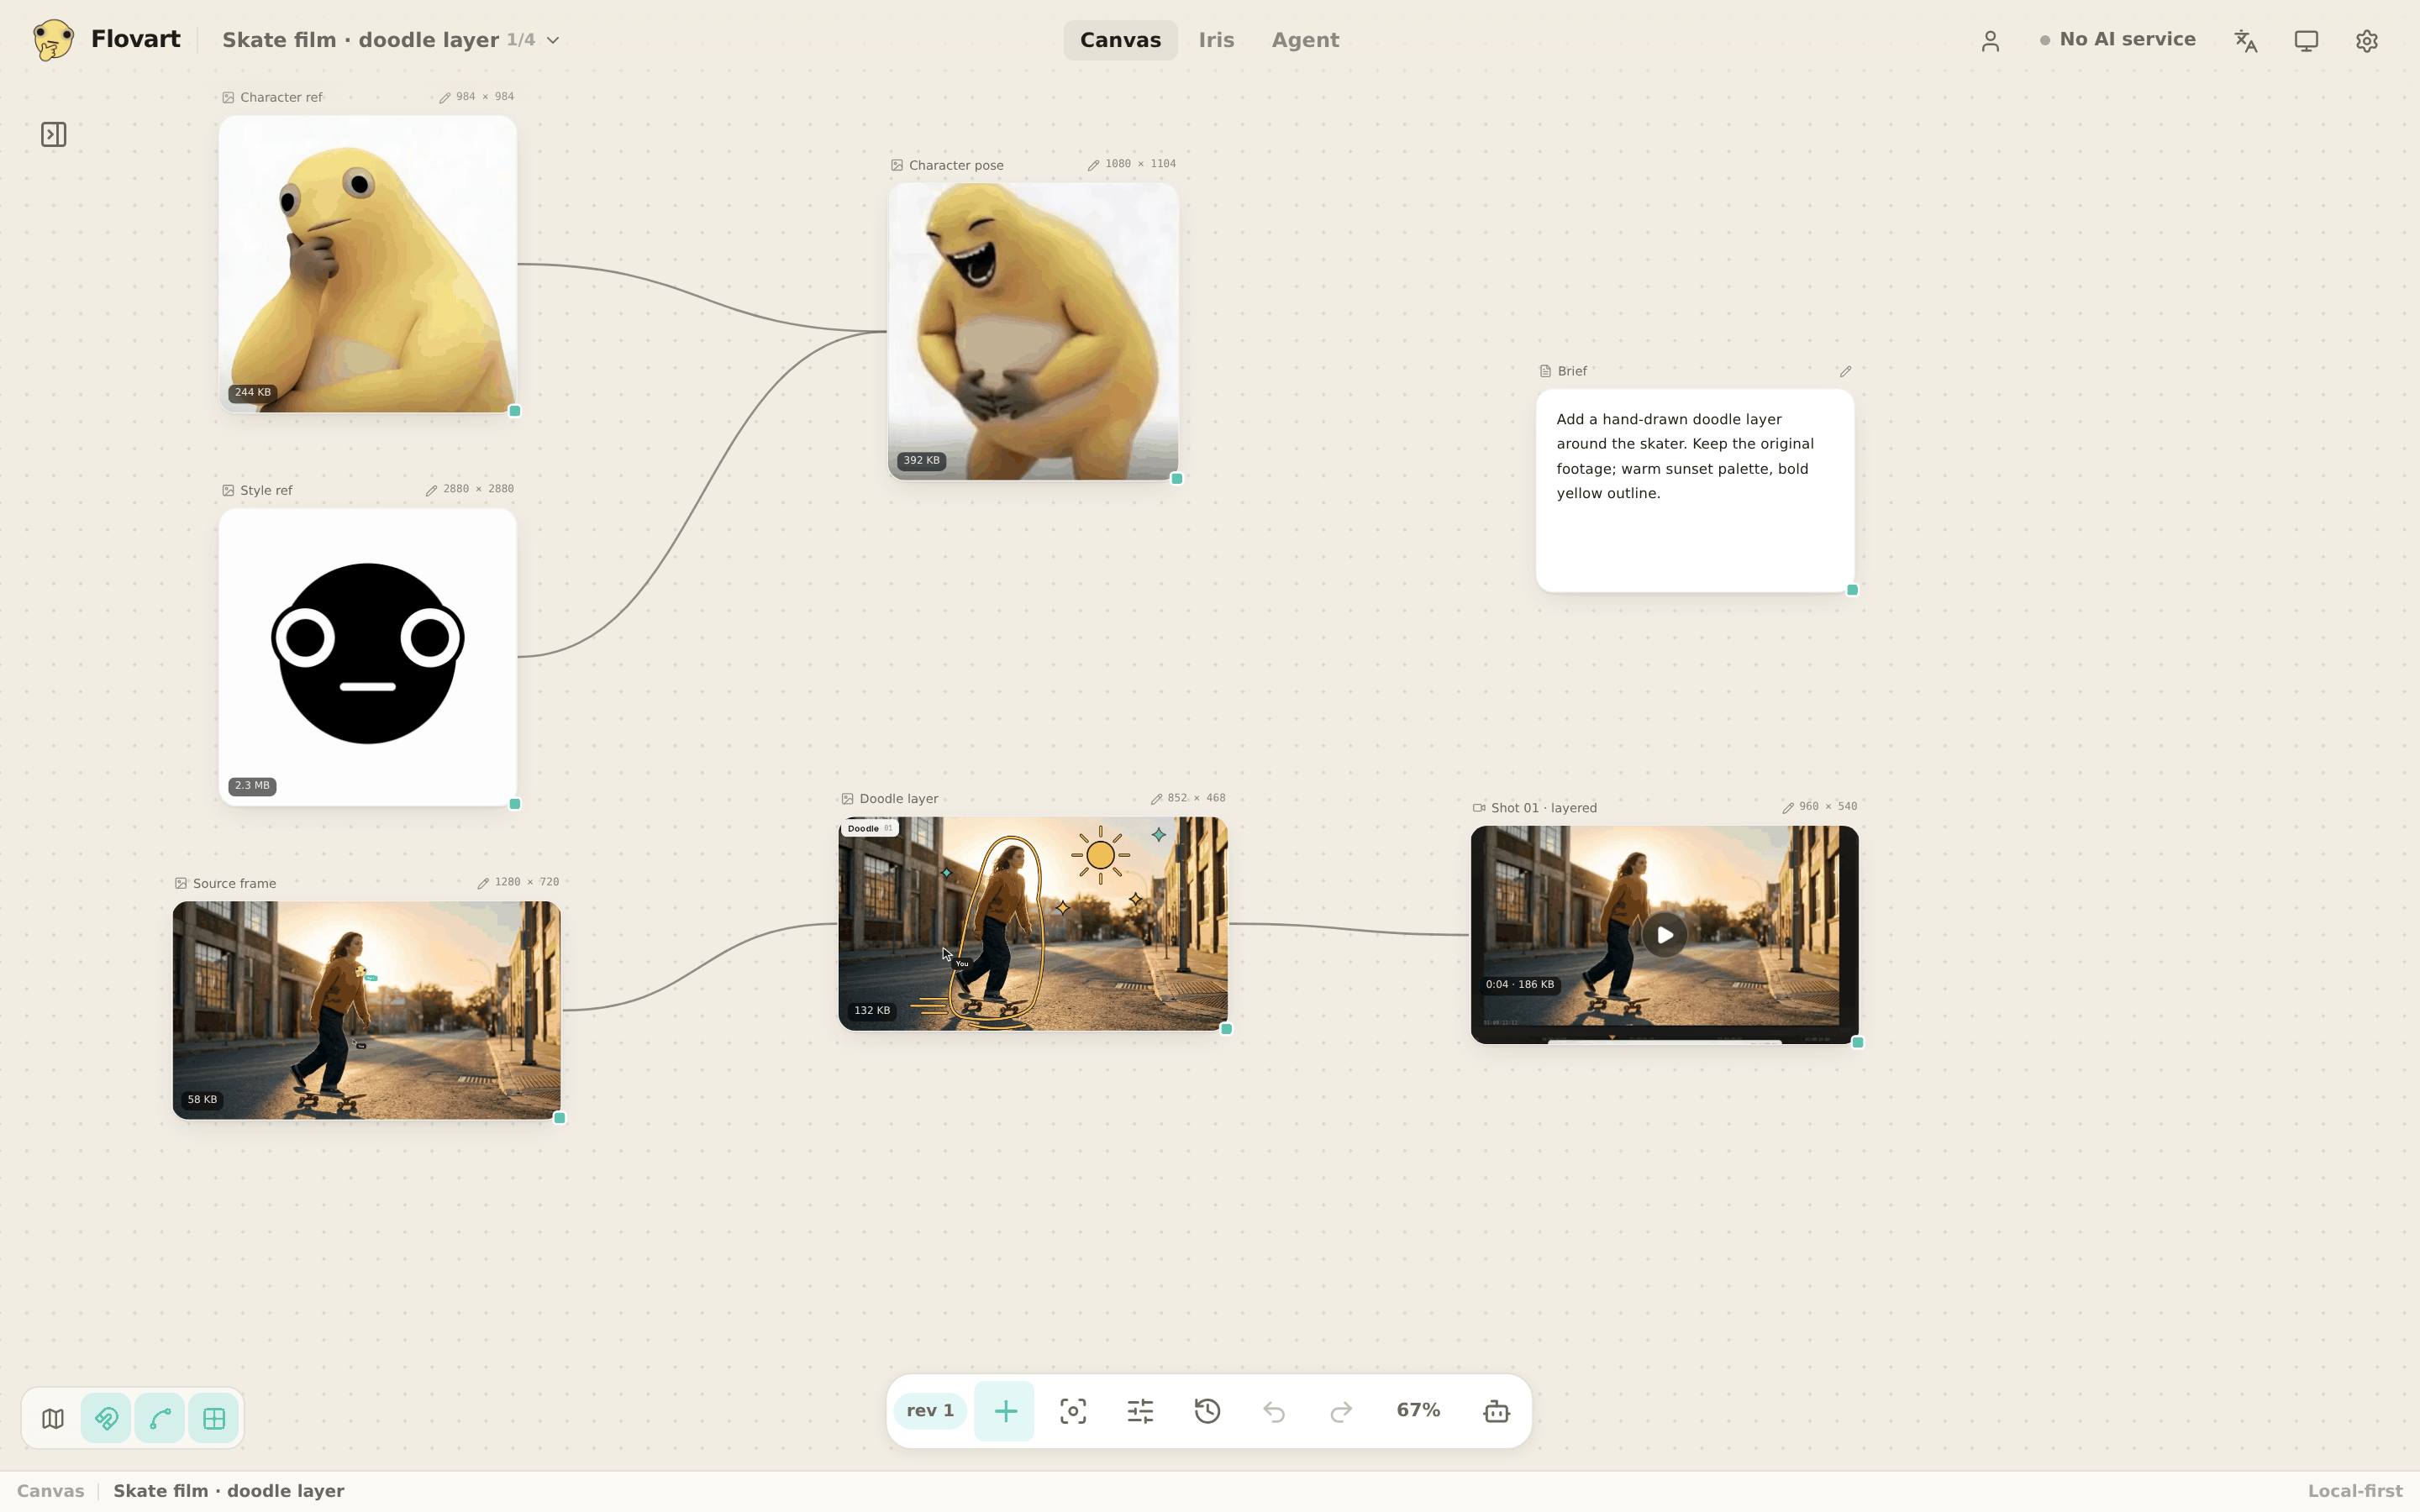 Flovart
Skate film · doodle layer 1/4
Canvas
Iris
Agent
No AI service
Character ref
984 × 984
244 KB
Character pose
1080 × 1104
392 KB
Brief
Add a hand-drawn doodle layer
around the skater. Keep the original
footage; warm sunset palette, bold
yellow outline.
Style ref
2880 × 2880
2.3 MB
Doodle layer
852 × 468
Doodle 01
You
132 KB
Shot 01 · layered
960 × 540
0:04 · 186 KB
Source frame
1280 × 720
58 KB
rev 1
67%
Canvas
Skate film · doodle layer
Local-first